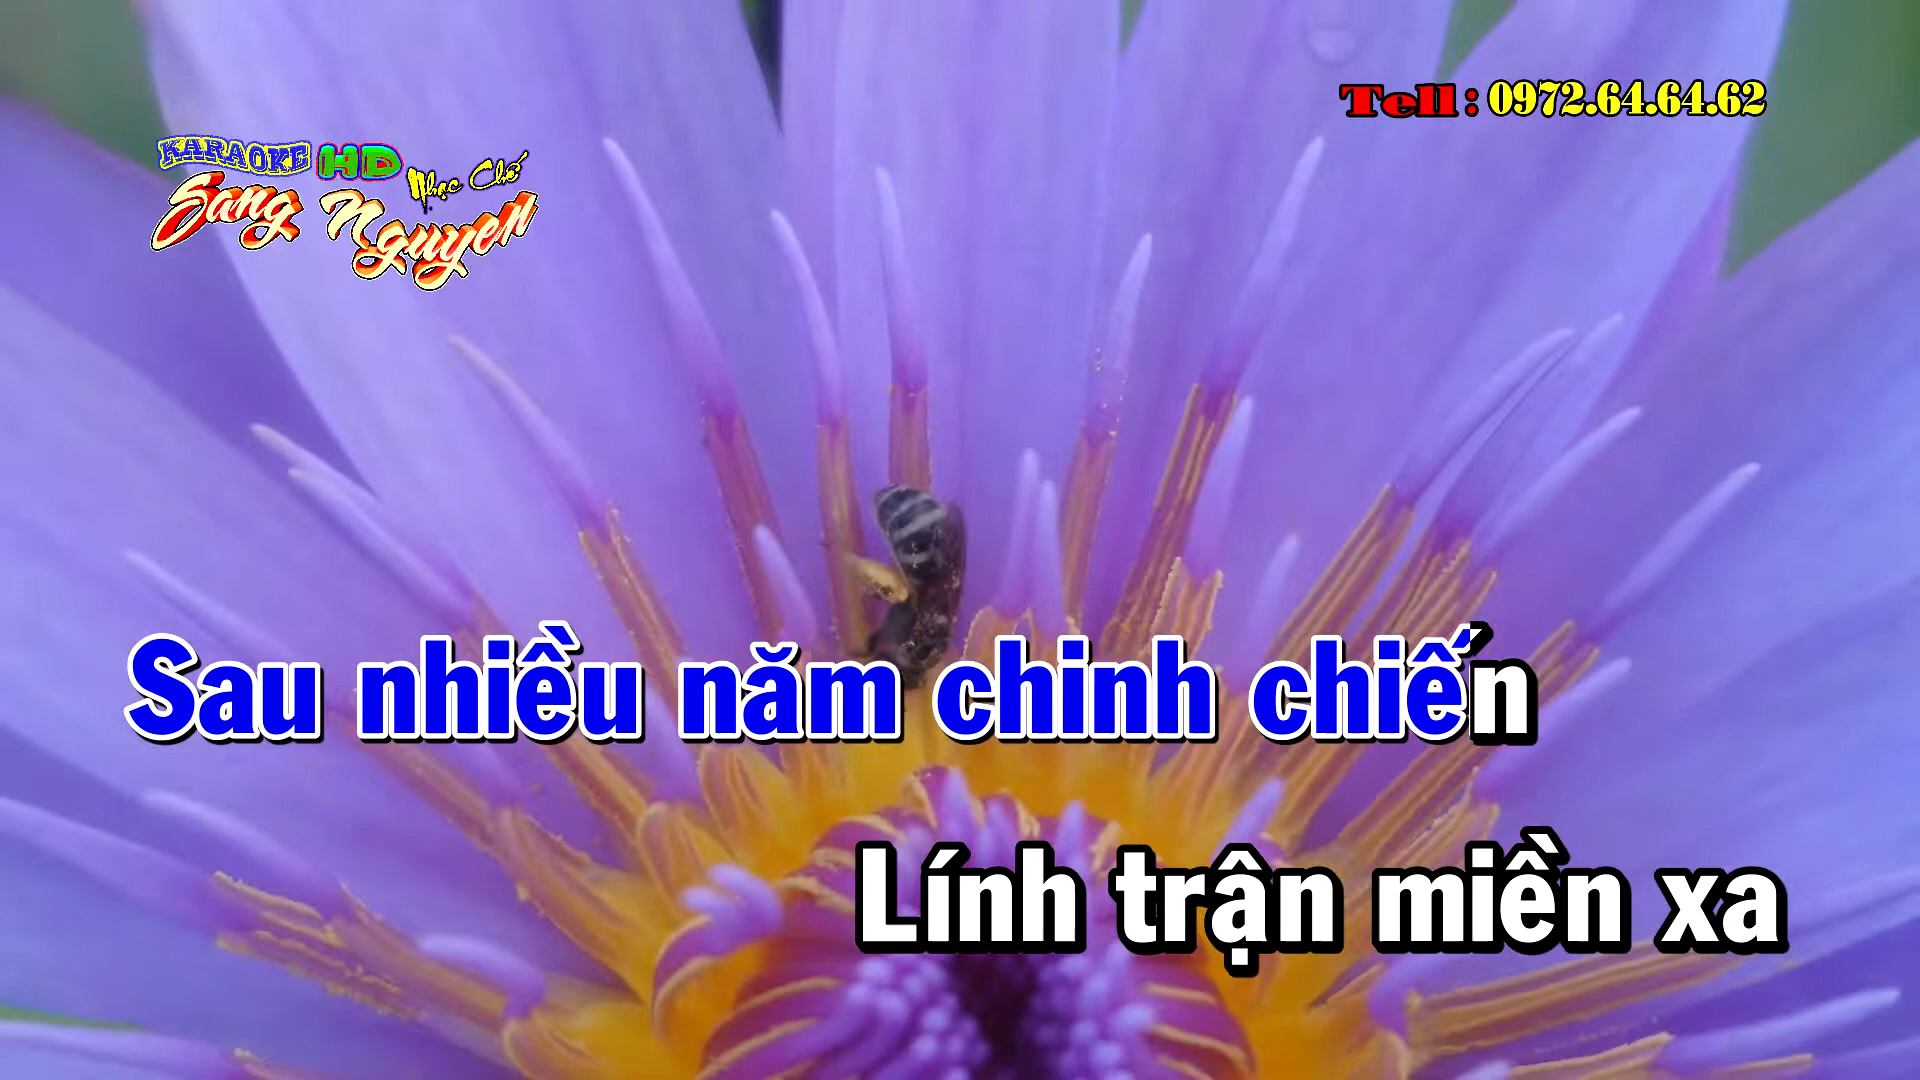 Tell : 0972.64.64.62
KARAOKE HD Nhạc Chế
Sang Nguyen
Sau nhiều năm chinh chiến
Lính trận miền xa